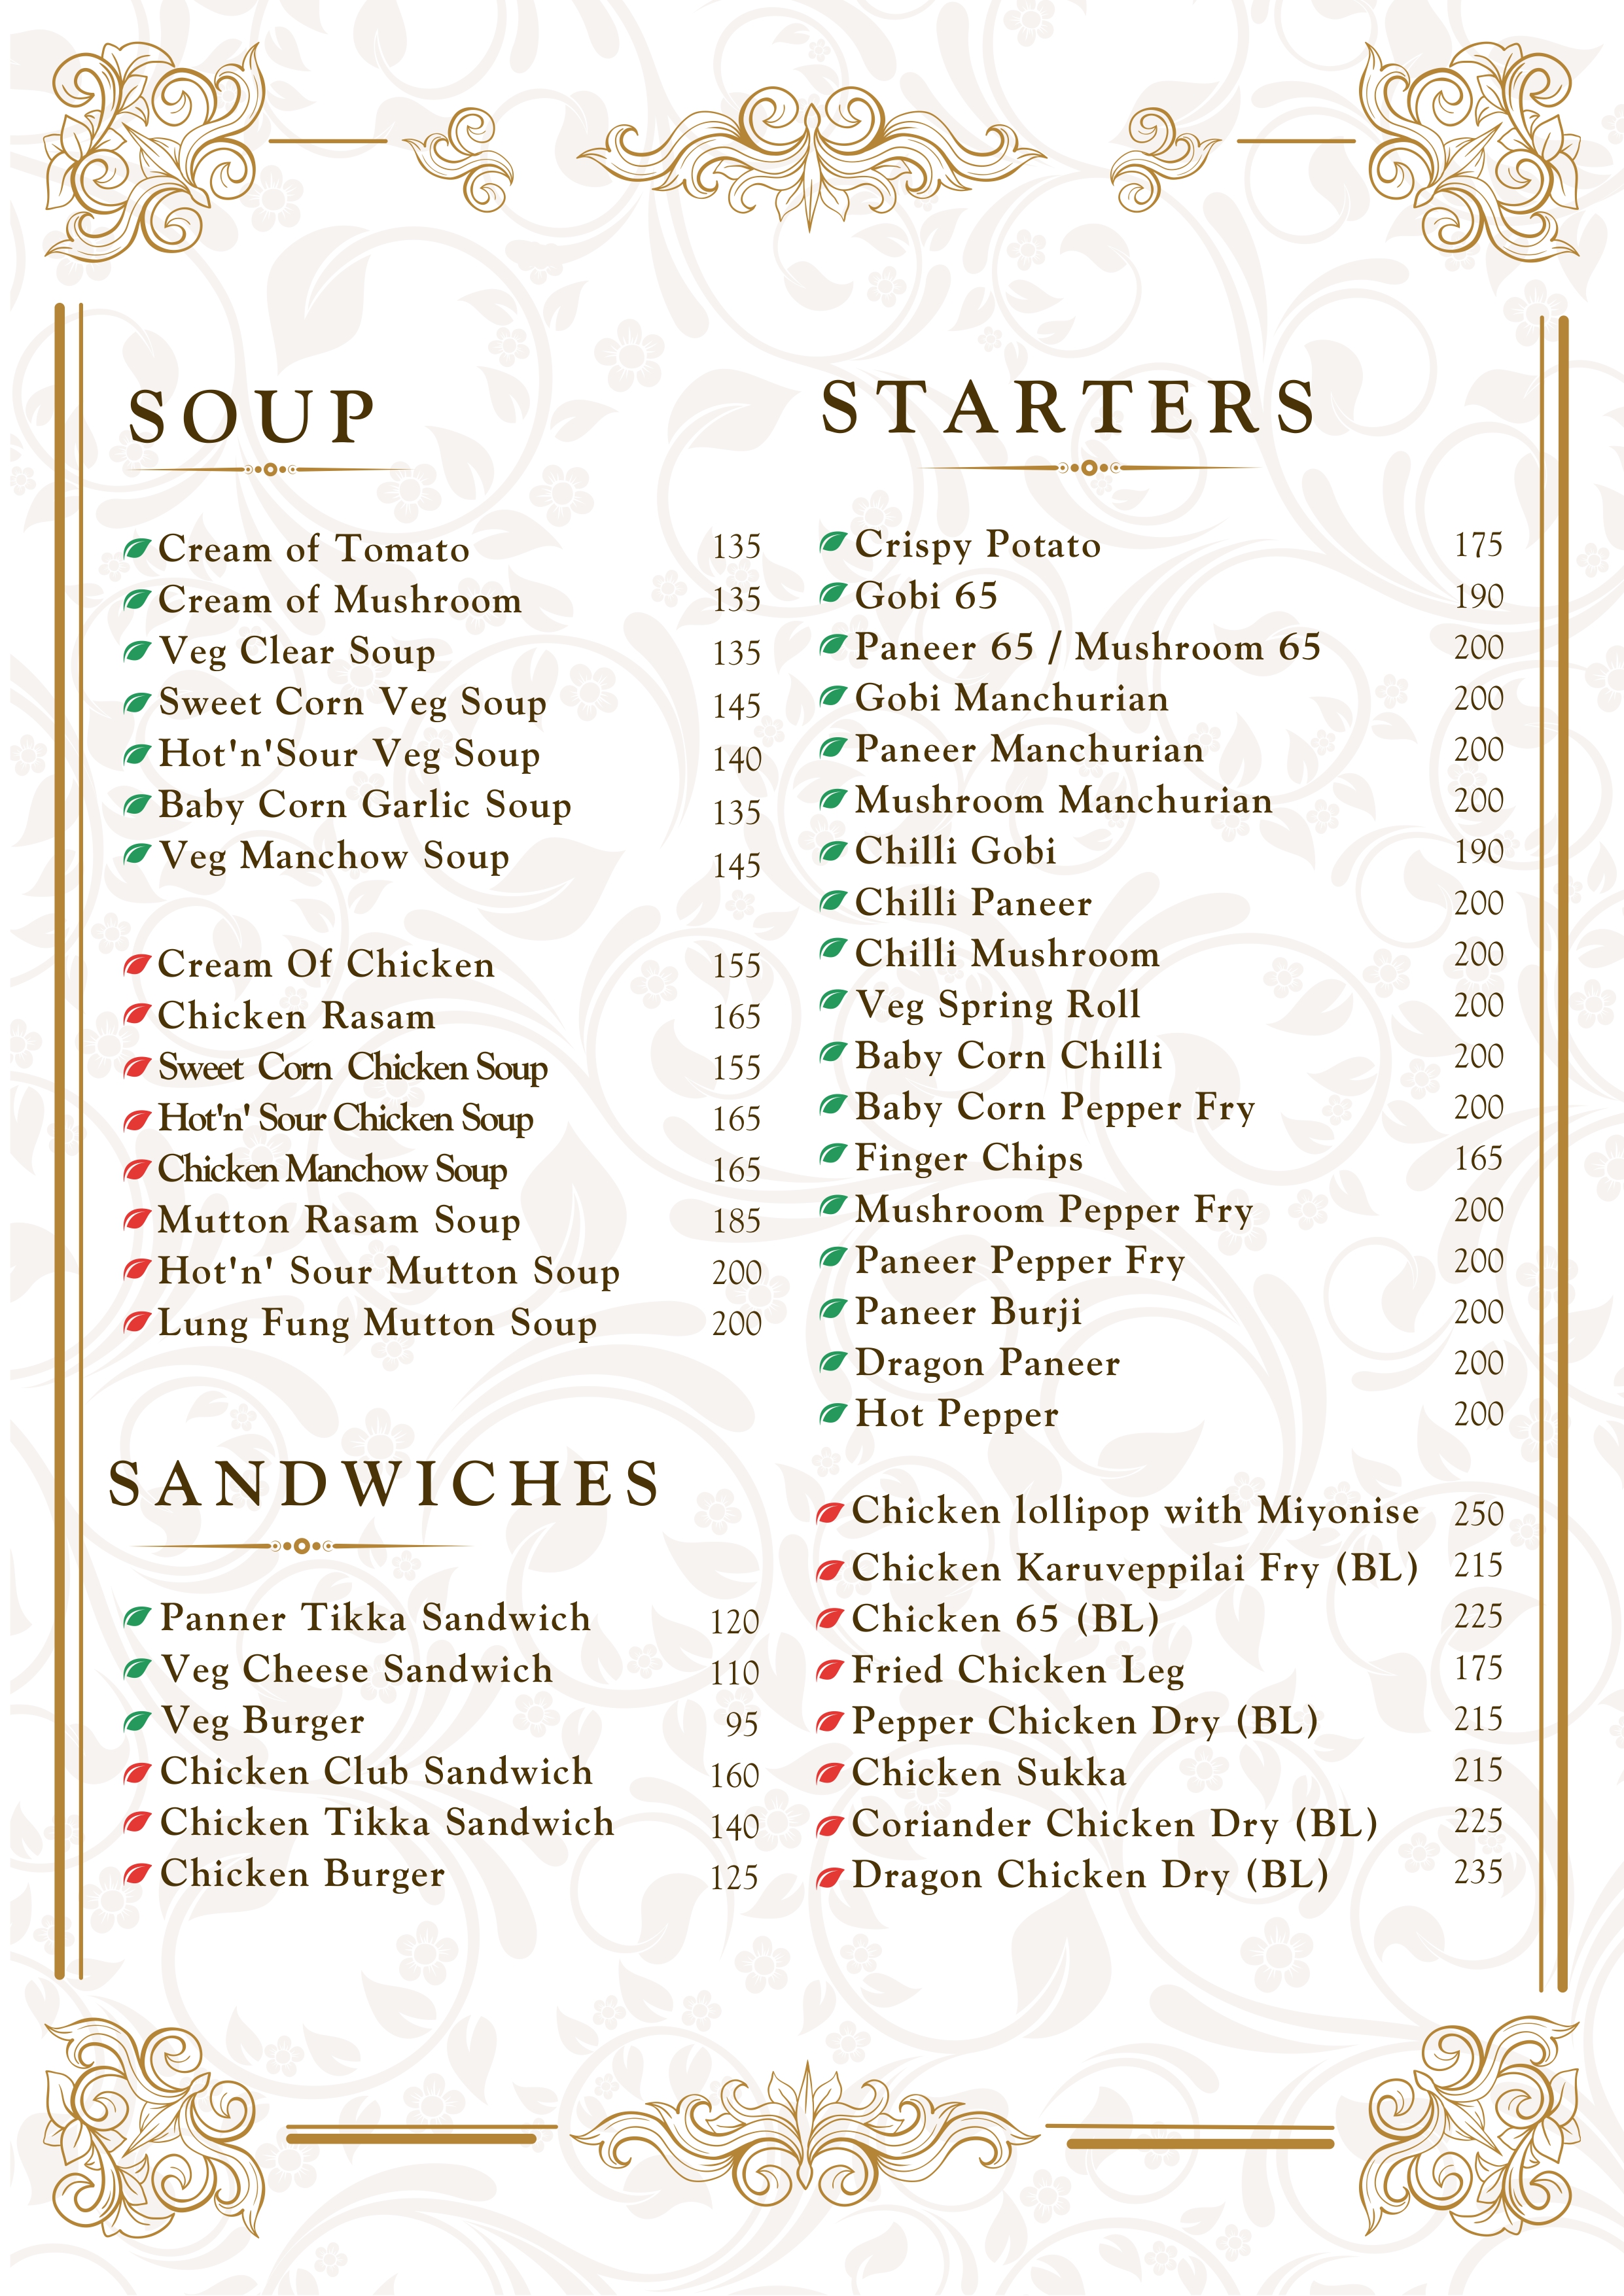 SOUP
Cream of Tomato 135
Cream of Mushroom 135
Veg Clear Soup 135
Sweet Corn Veg Soup 145
Hot'n'Sour Veg Soup 140
Baby Corn Garlic Soup 135
Veg Manchow Soup 145
Cream Of Chicken 155
Chicken Rasam 165
Sweet Corn Chicken Soup 155
Hot'n' Sour Chicken Soup 165
Chicken Manchow Soup 165
Mutton Rasam Soup 185
Hot'n' Sour Mutton Soup 200
Lung Fung Mutton Soup 200
SANDWICHES
Panner Tikka Sandwich 120
Veg Cheese Sandwich 110
Veg Burger 95
Chicken Club Sandwich 160
Chicken Tikka Sandwich 140
Chicken Burger 125
STARTERS
Crispy Potato 175
Gobi 65 190
Paneer 65 / Mushroom 65 200
Gobi Manchurian 200
Paneer Manchurian 200
Mushroom Manchurian 200
Chilli Gobi 190
Chilli Paneer 200
Chilli Mushroom 200
Veg Spring Roll 200
Baby Corn Chilli 200
Baby Corn Pepper Fry 200
Finger Chips 165
Mushroom Pepper Fry 200
Paneer Pepper Fry 200
Paneer Burji 200
Dragon Paneer 200
Hot Pepper 200
Chicken lollipop with Miyonise 250
Chicken Karuveppilai Fry (BL) 215
Chicken 65 (BL) 225
Fried Chicken Leg 175
Pepper Chicken Dry (BL) 215
Chicken Sukka 215
Coriander Chicken Dry (BL) 225
Dragon Chicken Dry (BL) 235